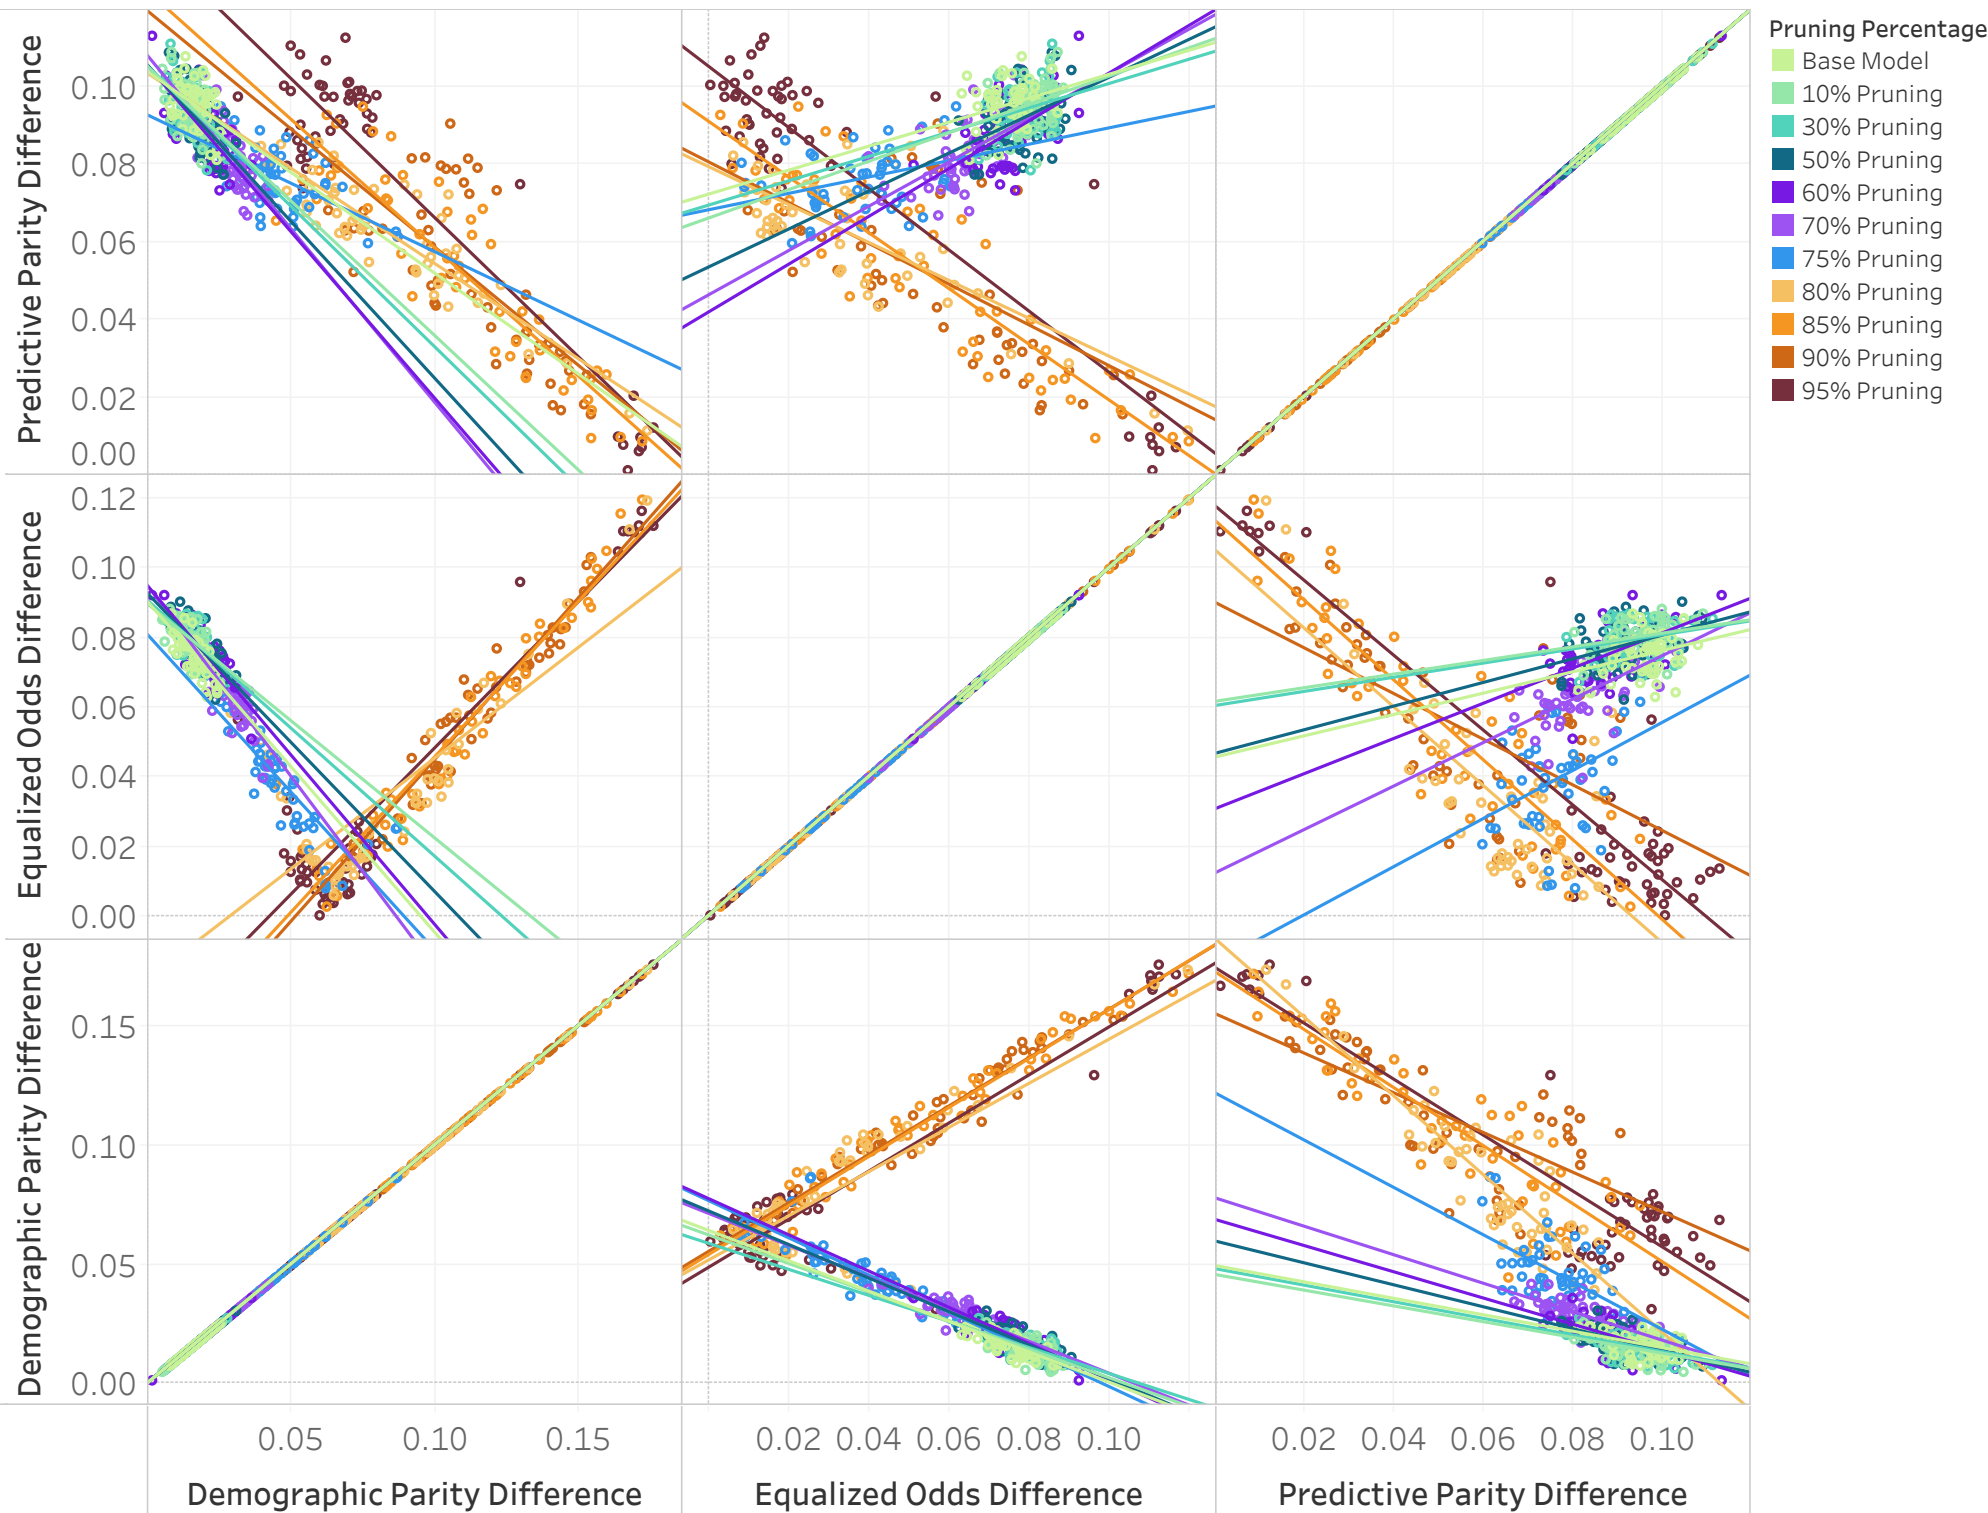 Pruning Percentage
Base Model
10% Pruning
30% Pruning
50% Pruning
60% Pruning
70% Pruning
75% Pruning
80% Pruning
85% Pruning
90% Pruning
95% Pruning
Predictive Parity Difference
0.10
0.08
0.06
0.04
0.02
0.00
Equalized Odds Difference
0.12
0.10
0.08
0.06
0.04
0.02
0.00
Demographic Parity Difference
0.15
0.10
0.05
0.00
0.05 0.10 0.15
0.02 0.04 0.06 0.08 0.10
0.02 0.04 0.06 0.08 0.10
Demographic Parity Difference
Equalized Odds Difference
Predictive Parity Difference